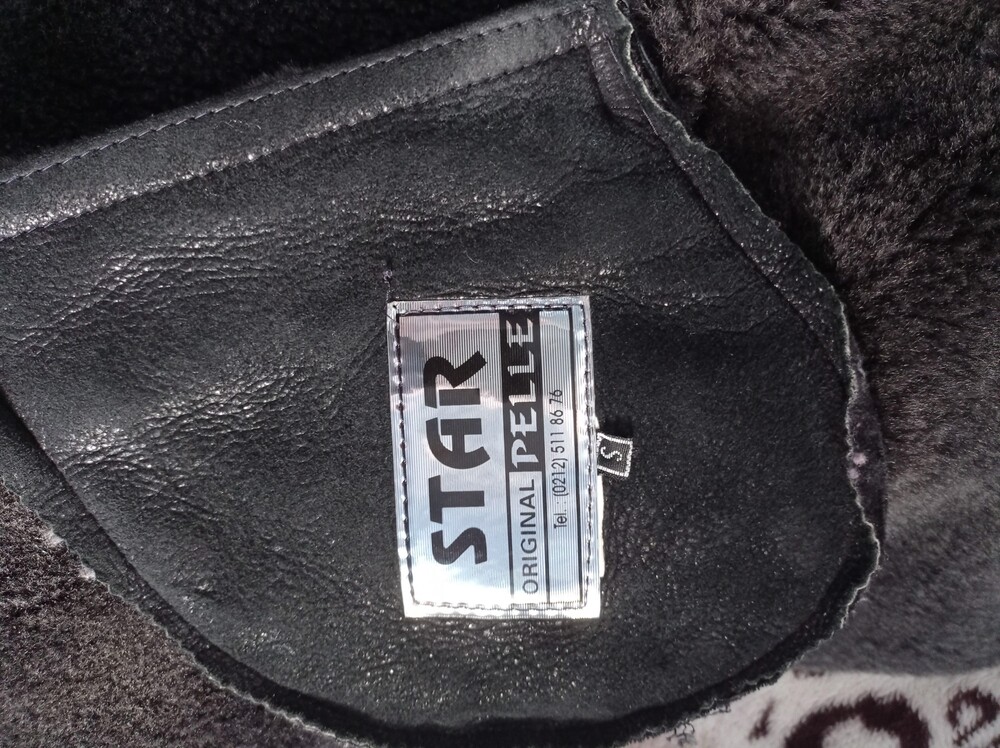 STAR
ORIGINAL PELLE
Tel. : (0212) 511 86 76
S